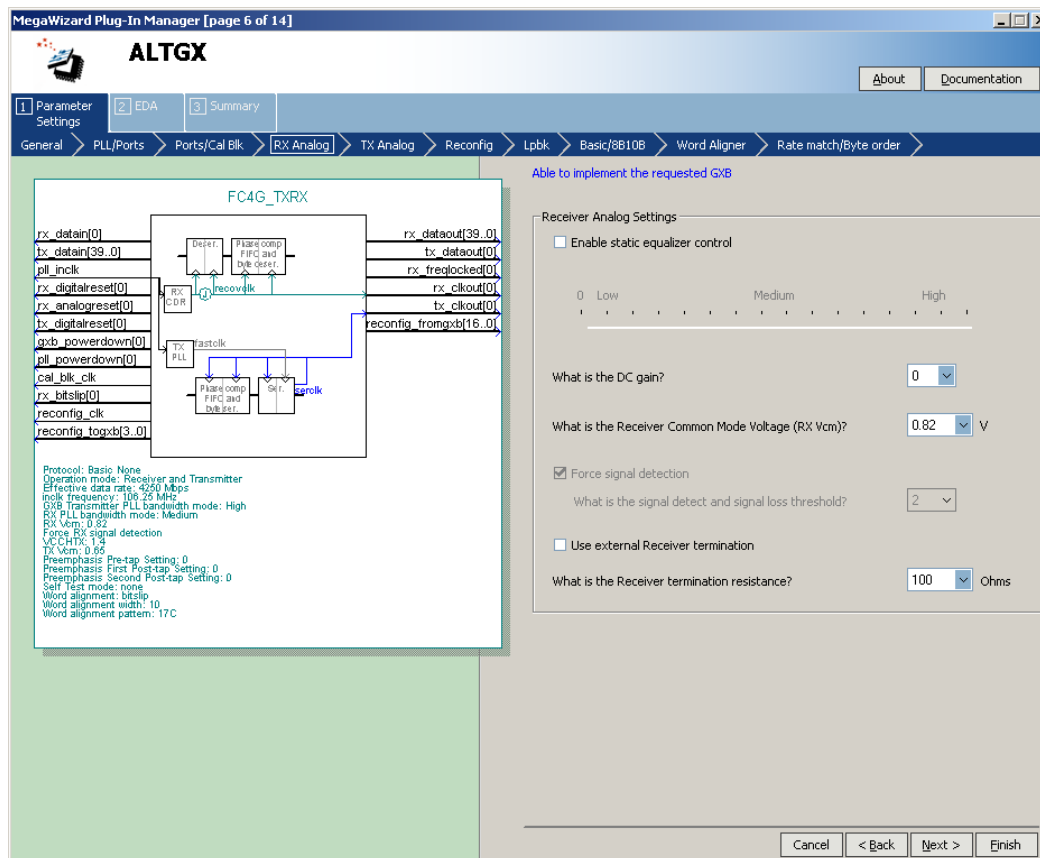 MegaWizard Plug-In Manager [page 6 of 14]
ALTGX
About
Documentation
1 Parameter Settings
2 EDA
3 Summary
General
PLL/Ports
Ports/Cal Blk
RX Analog
TX Analog
Reconfig
Lpbk
Basic/8B10B
Word Aligner
Rate match/Byte order
FC4G_TXRX
rx_datain[0]
tx_datain[39..0]
pll_inclk
rx_digitalreset[0]
rx_analogreset[0]
tx_digitalreset[0]
gxb_powerdown[0]
pll_powerdown[0]
cal_blk_clk
rx_bitslip[0]
reconfig_clk
reconfig_togxb[3..0]
Deser.
Phase comp
FIFO and
byte deser.
RX
CDR
recovclk
TX
PLL
fastclk
Phase comp
FIFO and
byte ser.
Ser.
serclk
rx_dataout[39..0]
tx_dataout[0]
rx_freqlocked[0]
rx_clkout[0]
tx_clkout[0]
reconfig_fromgxb[16..0]
Protocol: Basic None
Operation mode: Receiver and Transmitter
Effective data rate: 4250 Mbps
inclk frequency: 106.25 MHz
GXB Transmitter PLL bandwidth mode: High
RX PLL bandwidth mode: Medium
RX Vcm: 0.82
Force RX signal detection
VCCHTX: 1.4
TX Vcm: 0.65
Preemphasis Pre-tap Setting: 0
Preemphasis First Post-tap Setting: 0
Preemphasis Second Post-tap Setting: 0
Self Test mode: none
Word alignment: bitslip
Word alignment width: 10
Word alignment pattern: 17C
Able to implement the requested GXB
Receiver Analog Settings
Enable static equalizer control
0 Low Medium High
What is the DC gain? 0
What is the Receiver Common Mode Voltage (RX Vcm)? 0.82 V
Force signal detection
What is the signal detect and signal loss threshold? 2
Use external Receiver termination
What is the Receiver termination resistance? 100 Ohms
Cancel
< Back
Next >
Finish